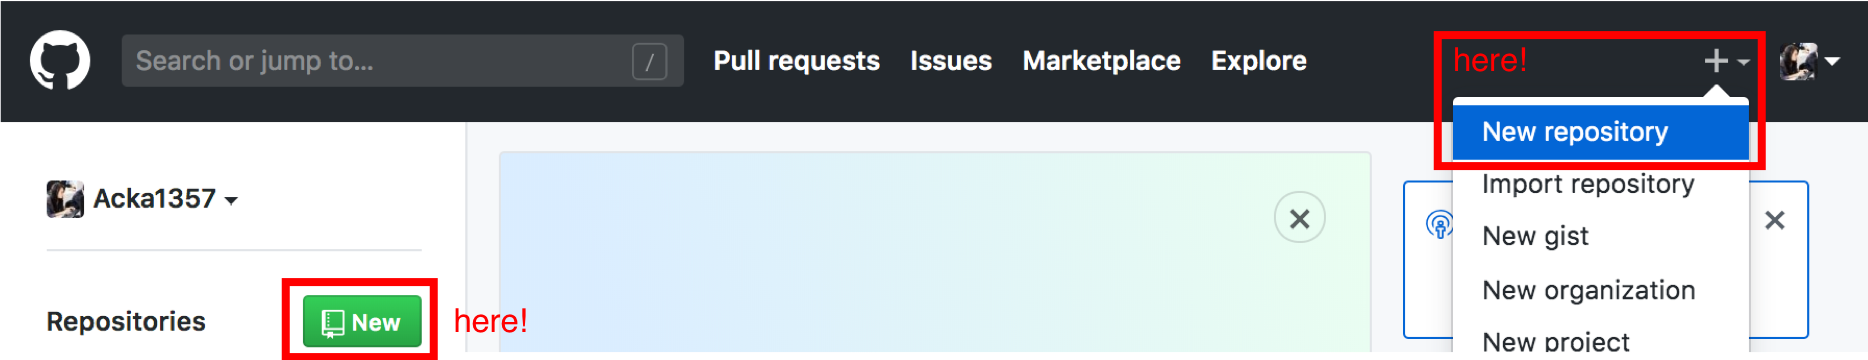 Search or jump to... /
Pull requests Issues Marketplace Explore
here!
New repository
Import repository
New gist
New organization
New project
Acka1357
Repositories
New
here!